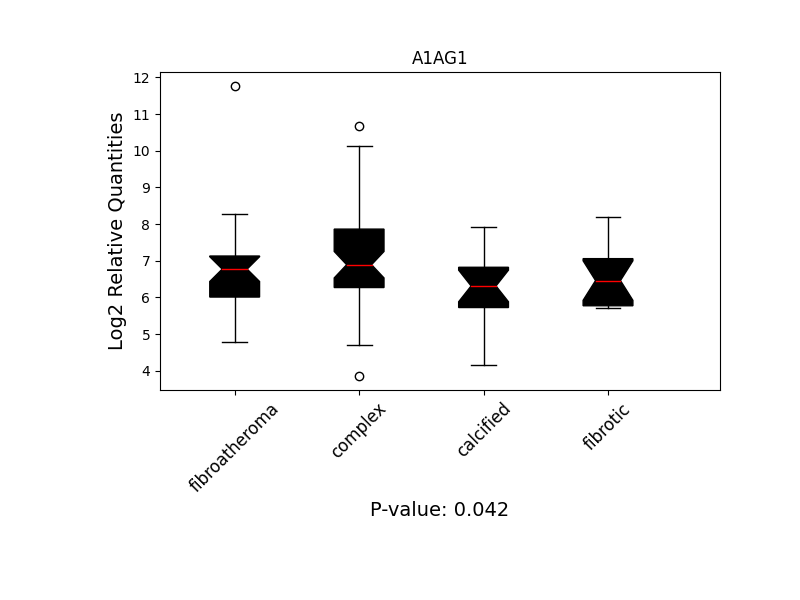 A1AG1
Log2 Relative Quantities
12
11
10
9
8
7
6
5
4
fibroatheroma
complex
calcified
fibrotic
P-value: 0.042